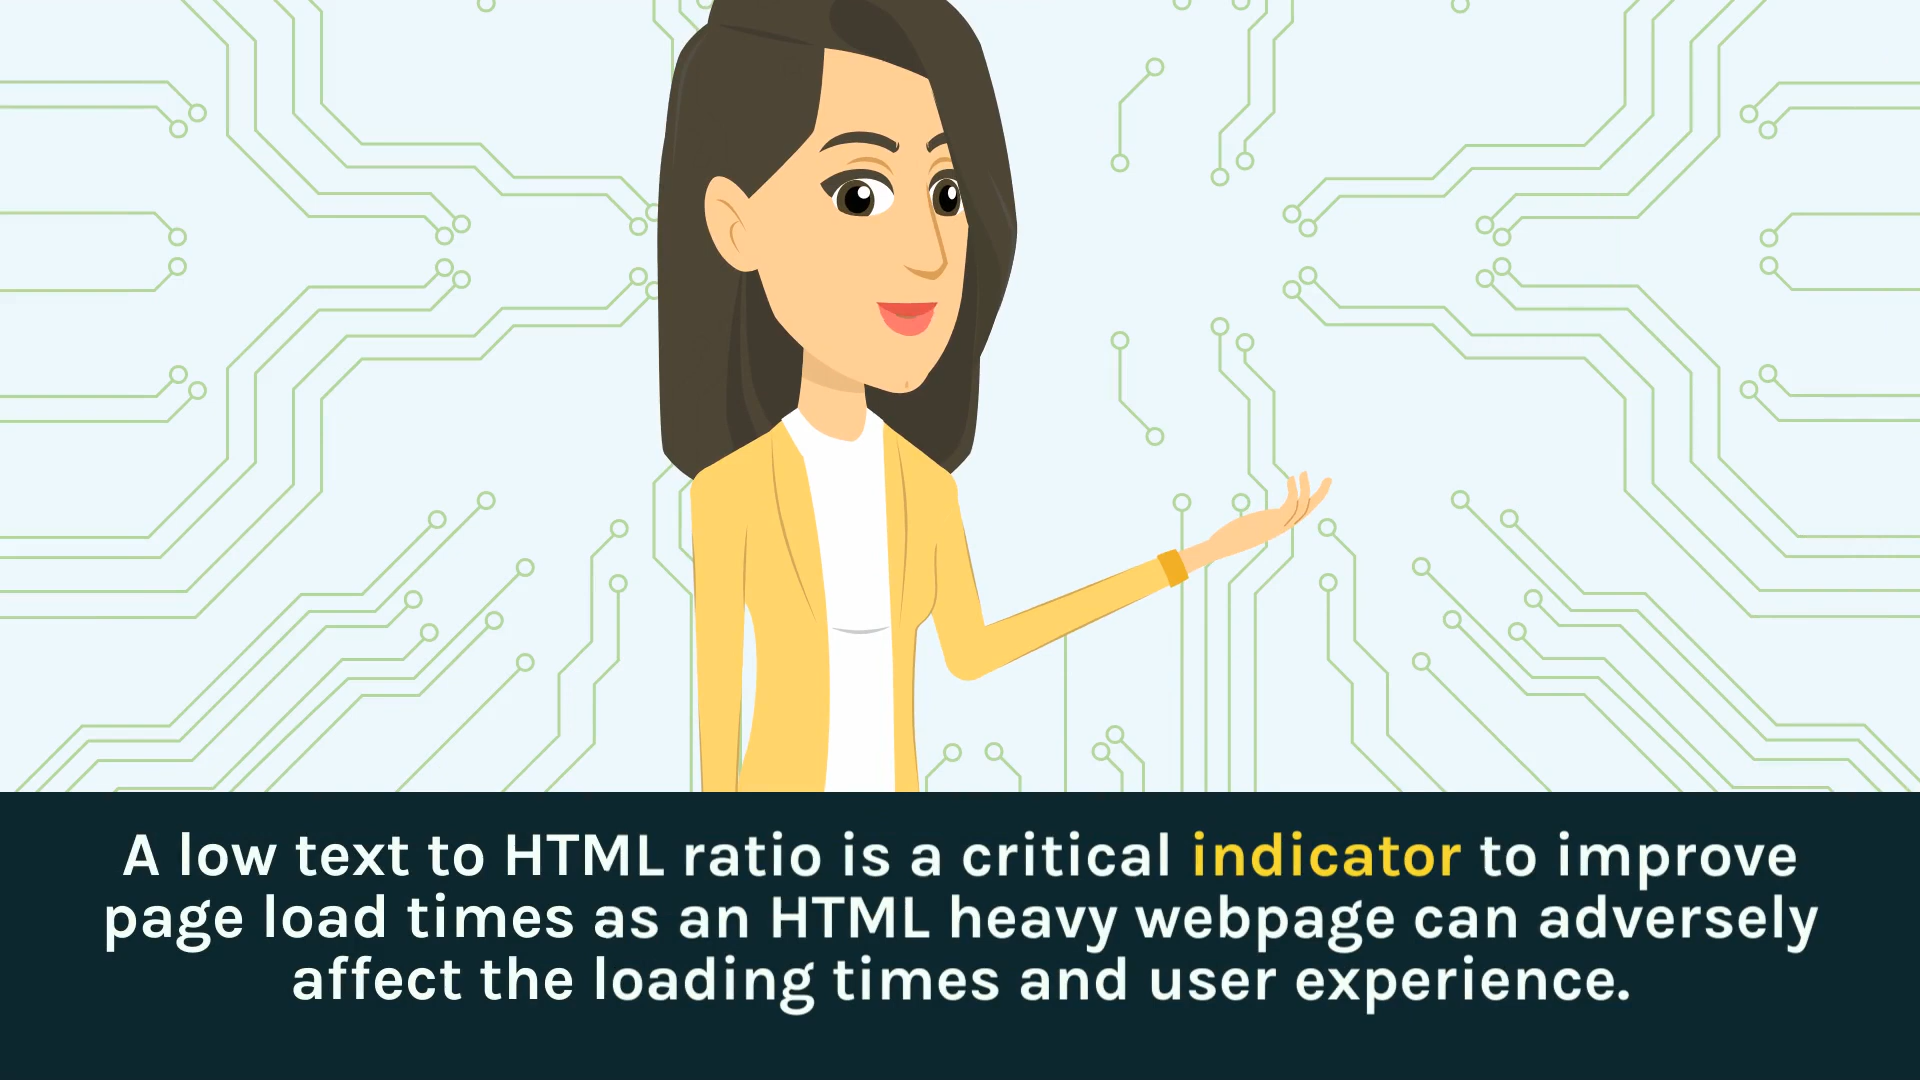 A low text to HTML ratio is a critical indicator to improve
page load times as an HTML heavy webpage can adversely
affect the loading times and user experience.